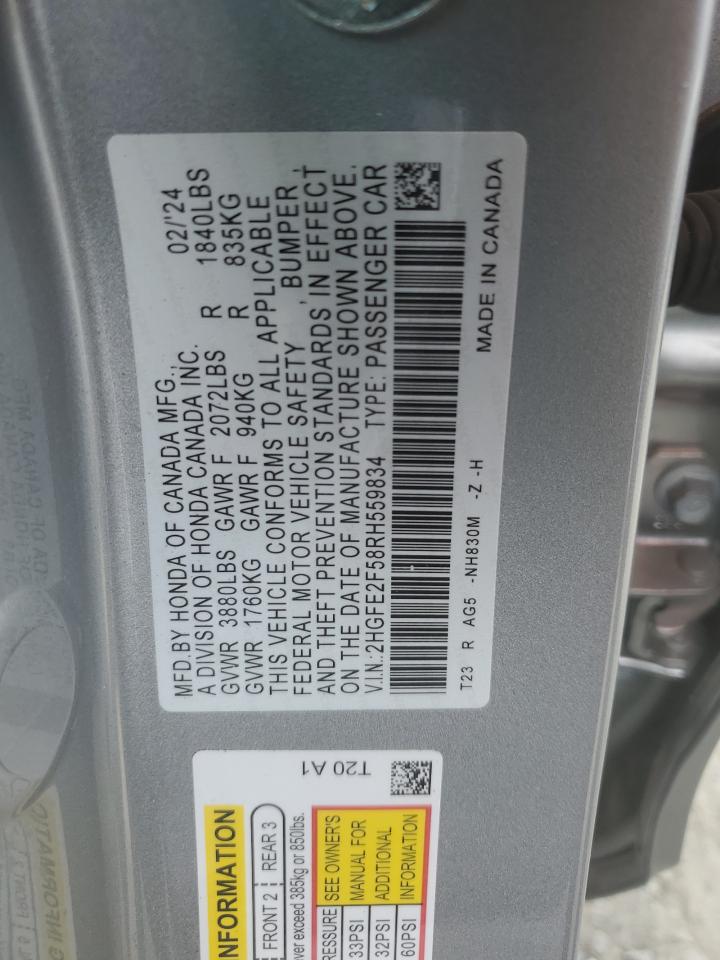 MFD.BY HONDA OF CANADA MFG., 02/'24
A DIVISION OF HONDA CANADA INC.
GVWR 3880LBS GAWR F 2072LBS R 1840LBS
GVWR 1760KG GAWR F 940KG R 835KG
THIS VEHICLE CONFORMS TO ALL APPLICABLE
FEDERAL MOTOR VEHICLE SAFETY , BUMPER ,
AND THEFT PREVENTION STANDARDS IN EFFECT
ON THE DATE OF MANUFACTURE SHOWN ABOVE.
V.I.N.:2HGFE2F58RH559834 TYPE: PASSENGER CAR
T23 R AG5 -NH830M -Z -H
MADE IN CANADA
T20 A1
NFORMATION
FRONT 2 REAR 3
ver exceed 385kg or 850lbs.
RESSURE SEE OWNER'S
33PSI MANUAL FOR
32PSI ADDITIONAL
60PSI INFORMATION